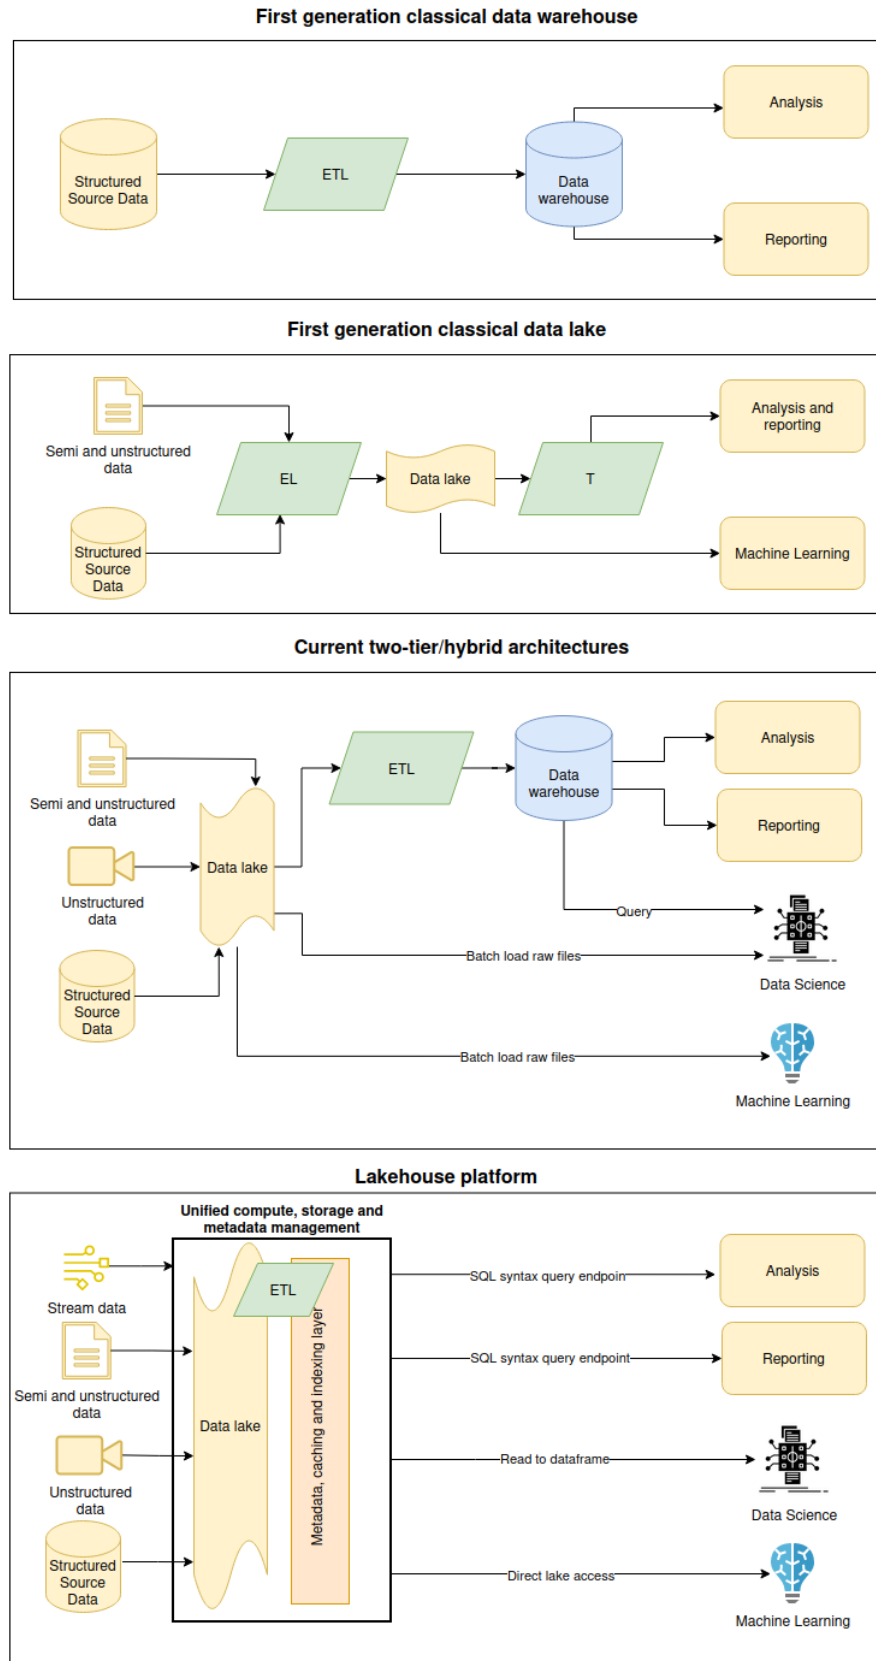 First generation classical data warehouse
Structured
Source Data
ETL
Data
warehouse
Analysis
Reporting
First generation classical data lake
Semi and unstructured
data
Structured
Source
Data
EL
Data lake
T
Analysis and
reporting
Machine Learning
Current two-tier/hybrid architectures
Semi and unstructured
data
Unstructured
data
Structured
Source
Data
Data lake
ETL
Data
warehouse
Analysis
Reporting
Query
Batch load raw files
Data Science
Batch load raw files
Machine Learning
Lakehouse platform
Unified compute, storage and
metadata management
Stream data
Semi and unstructured
data
Unstructured
data
Structured
Source
Data
Data lake
ETL
Metadata, caching and indexing layer
SQL syntax query endpoin
Analysis
SQL syntax query endpoint
Reporting
Read to dataframe
Data Science
Direct lake access
Machine Learning